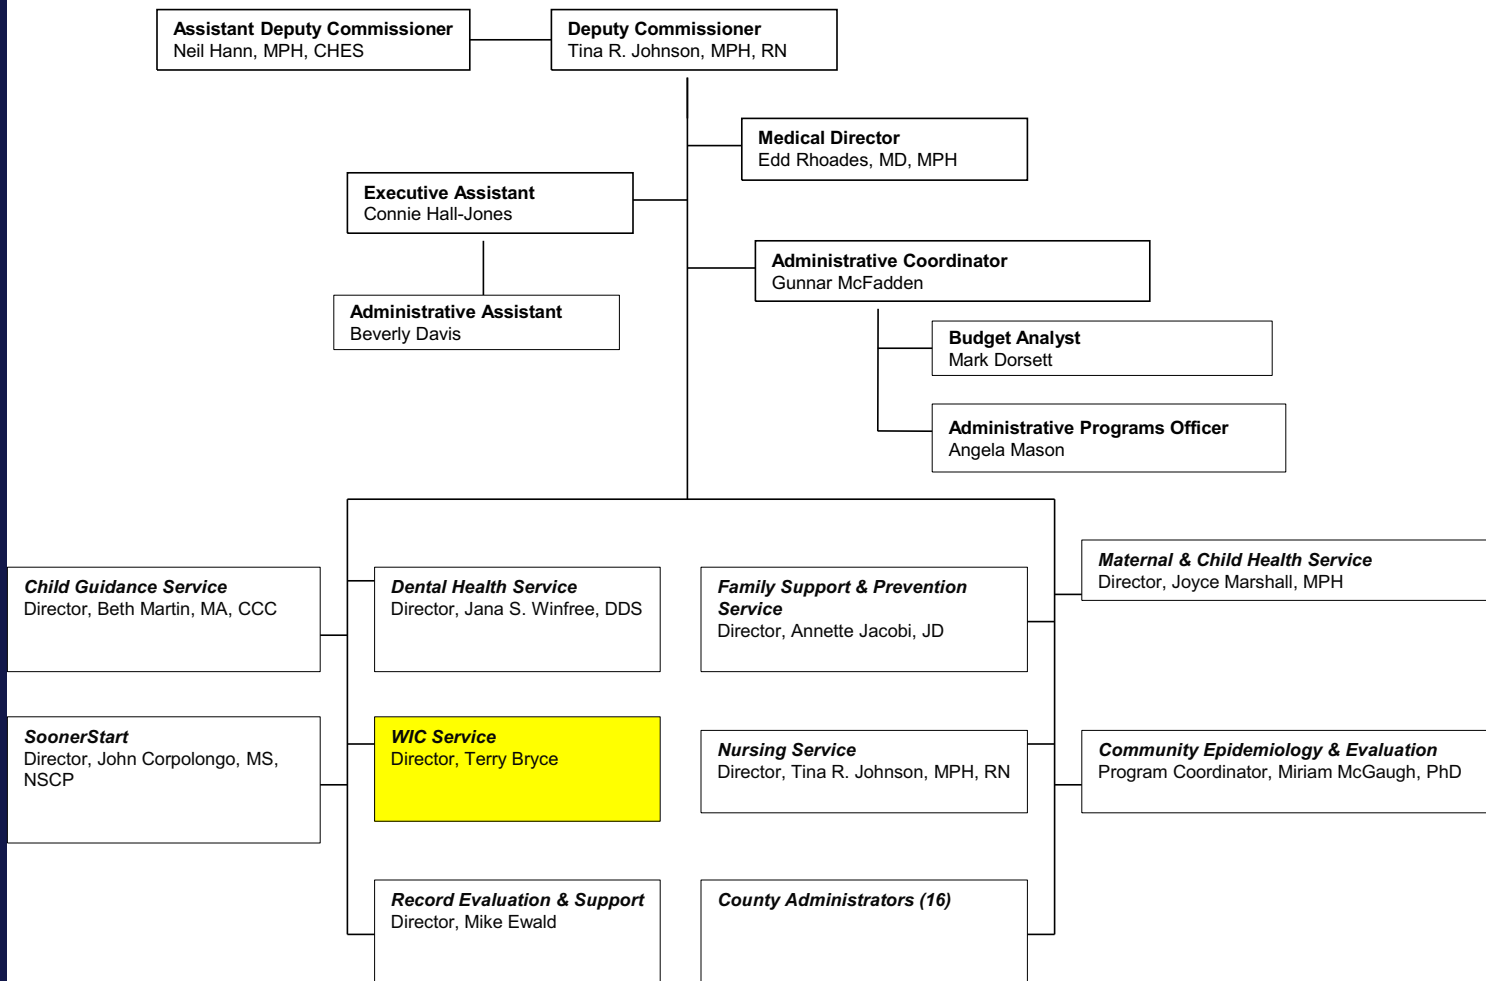 Assistant Deputy Commissioner
Neil Hann, MPH, CHES
Deputy Commissioner
Tina R. Johnson, MPH, RN
Medical Director
Edd Rhoades, MD, MPH
Executive Assistant
Connie Hall-Jones
Administrative Coordinator
Gunnar McFadden
Administrative Assistant
Beverly Davis
Budget Analyst
Mark Dorsett
Administrative Programs Officer
Angela Mason
Child Guidance Service
Director, Beth Martin, MA, CCC
Dental Health Service
Director, Jana S. Winfree, DDS
Family Support & Prevention
Service
Director, Annette Jacobi, JD
Maternal & Child Health Service
Director, Joyce Marshall, MPH
SoonerStart
Director, John Corpolongo, MS,
NSCP
WIC Service
Director, Terry Bryce
Nursing Service
Director, Tina R. Johnson, MPH, RN
Community Epidemiology & Evaluation
Program Coordinator, Miriam McGaugh, PhD
Record Evaluation & Support
Director, Mike Ewald
County Administrators (16)